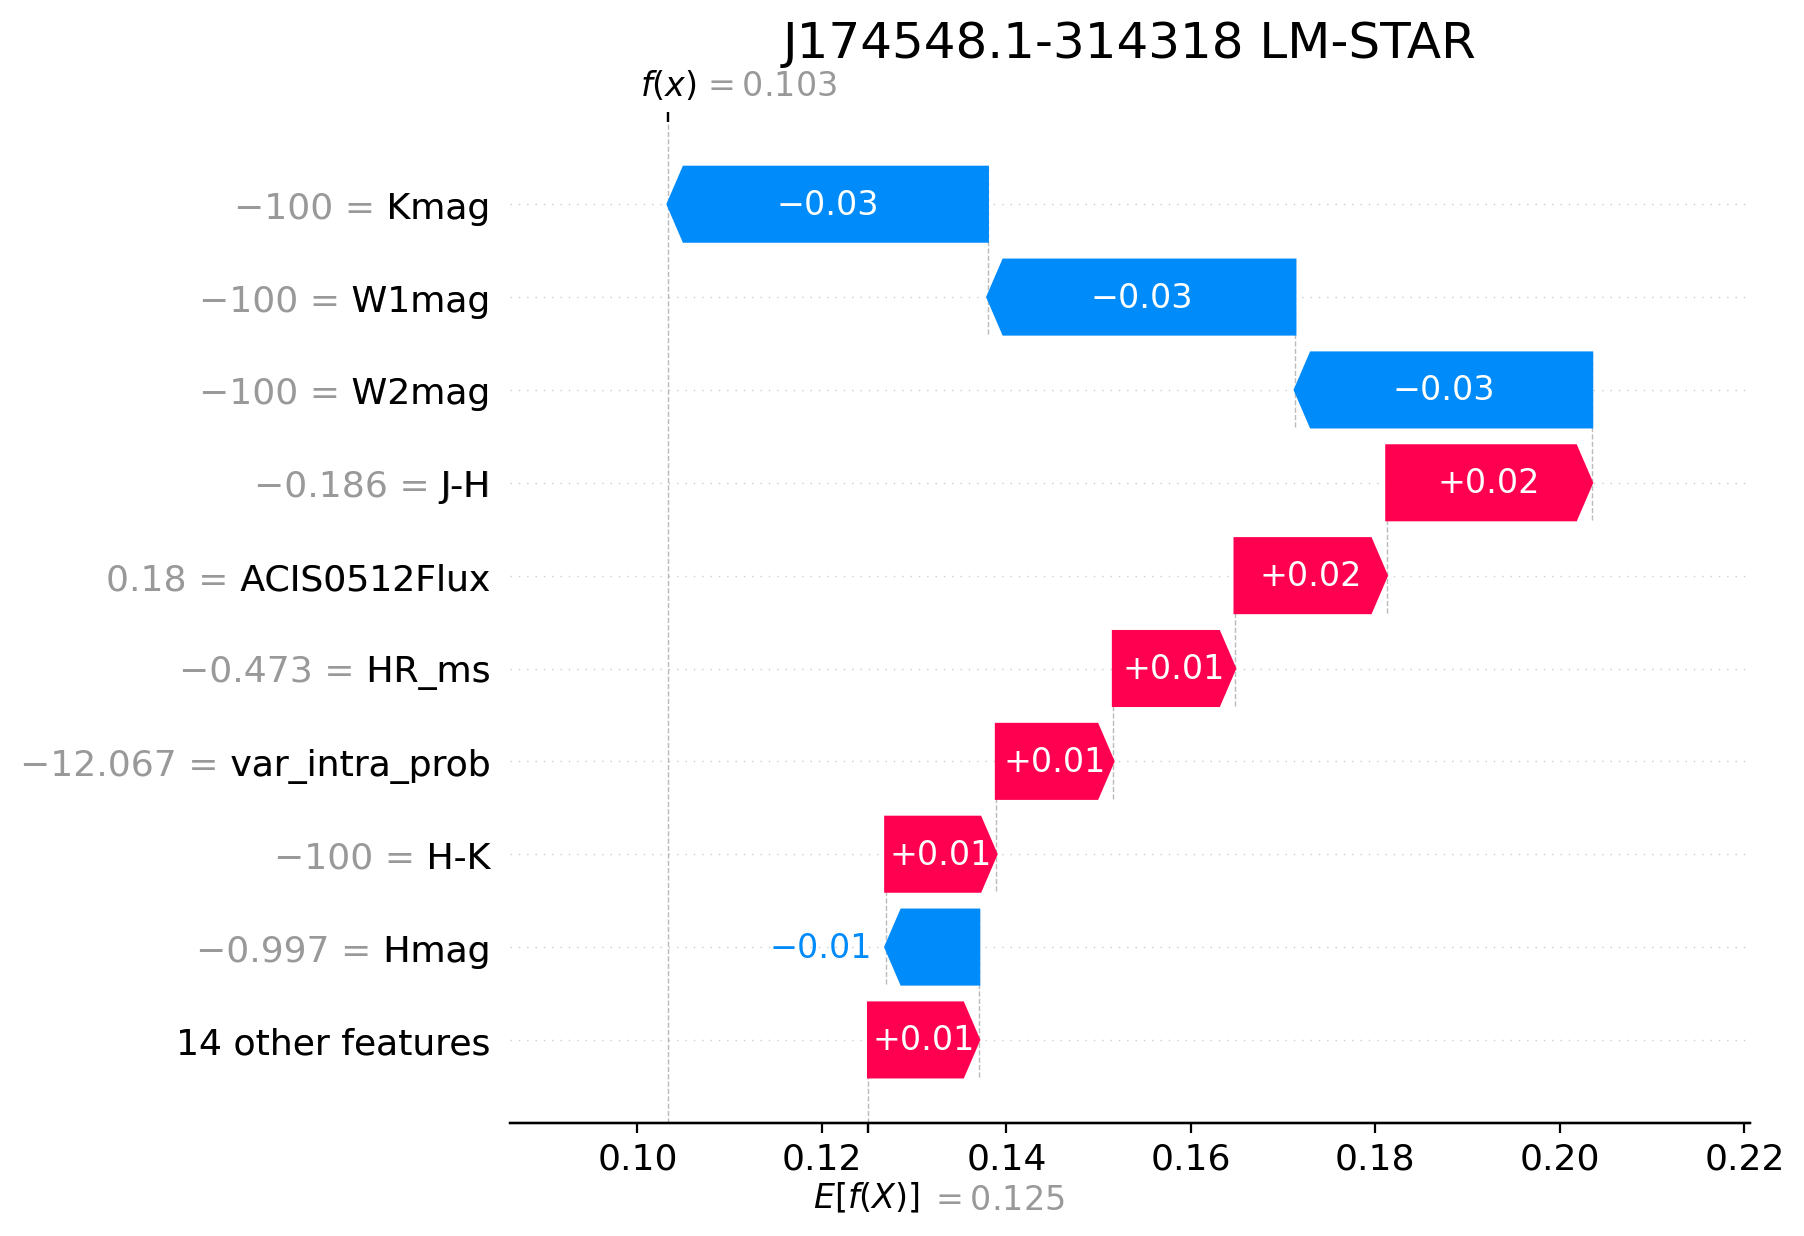 J174548.1-314318 LM-STAR
f(x) = 0.103
−100 = Kmag −0.03
−100 = W1mag −0.03
−100 = W2mag −0.03
−0.186 = J-H +0.02
0.18 = ACIS0512Flux +0.02
−0.473 = HR_ms +0.01
−12.067 = var_intra_prob +0.01
−100 = H-K +0.01
−0.997 = Hmag −0.01
14 other features +0.01
0.10 0.12 0.14 0.16 0.18 0.20 0.22
E[f(X)] = 0.125